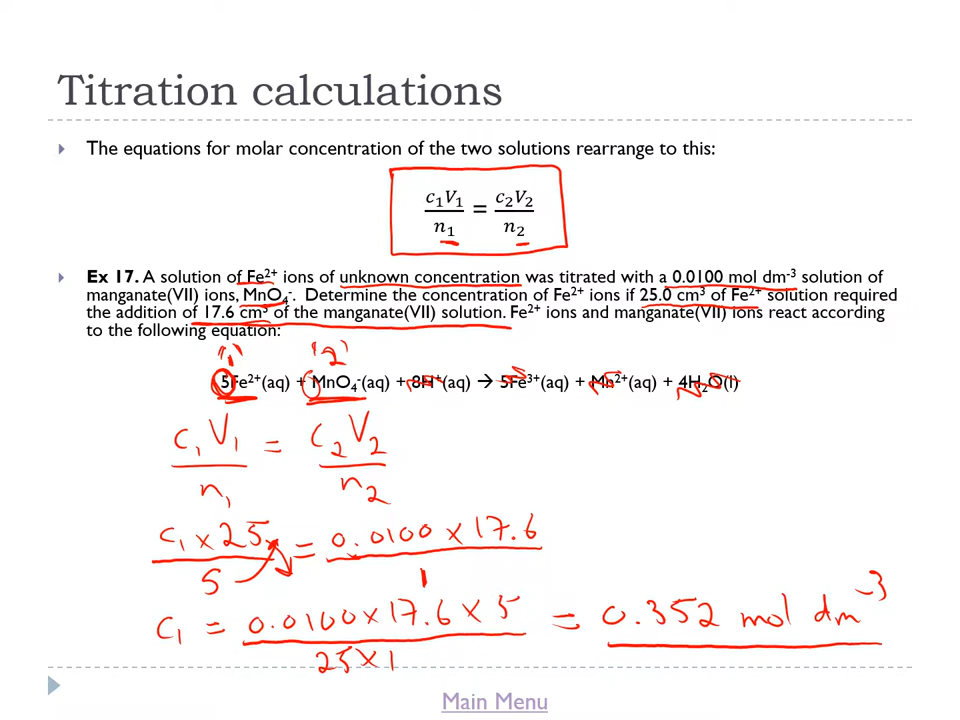 Titration calculations
The equations for molar concentration of the two solutions rearrange to this:
c₁V₁/n₁ = c₂V₂/n₂
Ex 17. A solution of Fe²⁺ ions of unknown concentration was titrated with a 0.0100 mol dm⁻³ solution of
manganate(VII) ions, MnO₄⁻. Determine the concentration of Fe²⁺ ions if 25.0 cm³ of Fe²⁺ solution required
the addition of 17.6 cm³ of the manganate(VII) solution. Fe²⁺ ions and manganate(VII) ions react according
to the following equation:
"1" "2"
5Fe²⁺(aq) + MnO₄⁻(aq) + 8H⁺(aq) → 5Fe³⁺(aq) + Mn²⁺(aq) + 4H₂O(l)
c₁V₁/n₁ = c₂V₂/n₂
c₁ × 25/5 = 0.0100 × 17.6/1
c₁ = 0.0100 × 17.6 × 5/25 × 1 = 0.352 mol dm⁻³
Main Menu